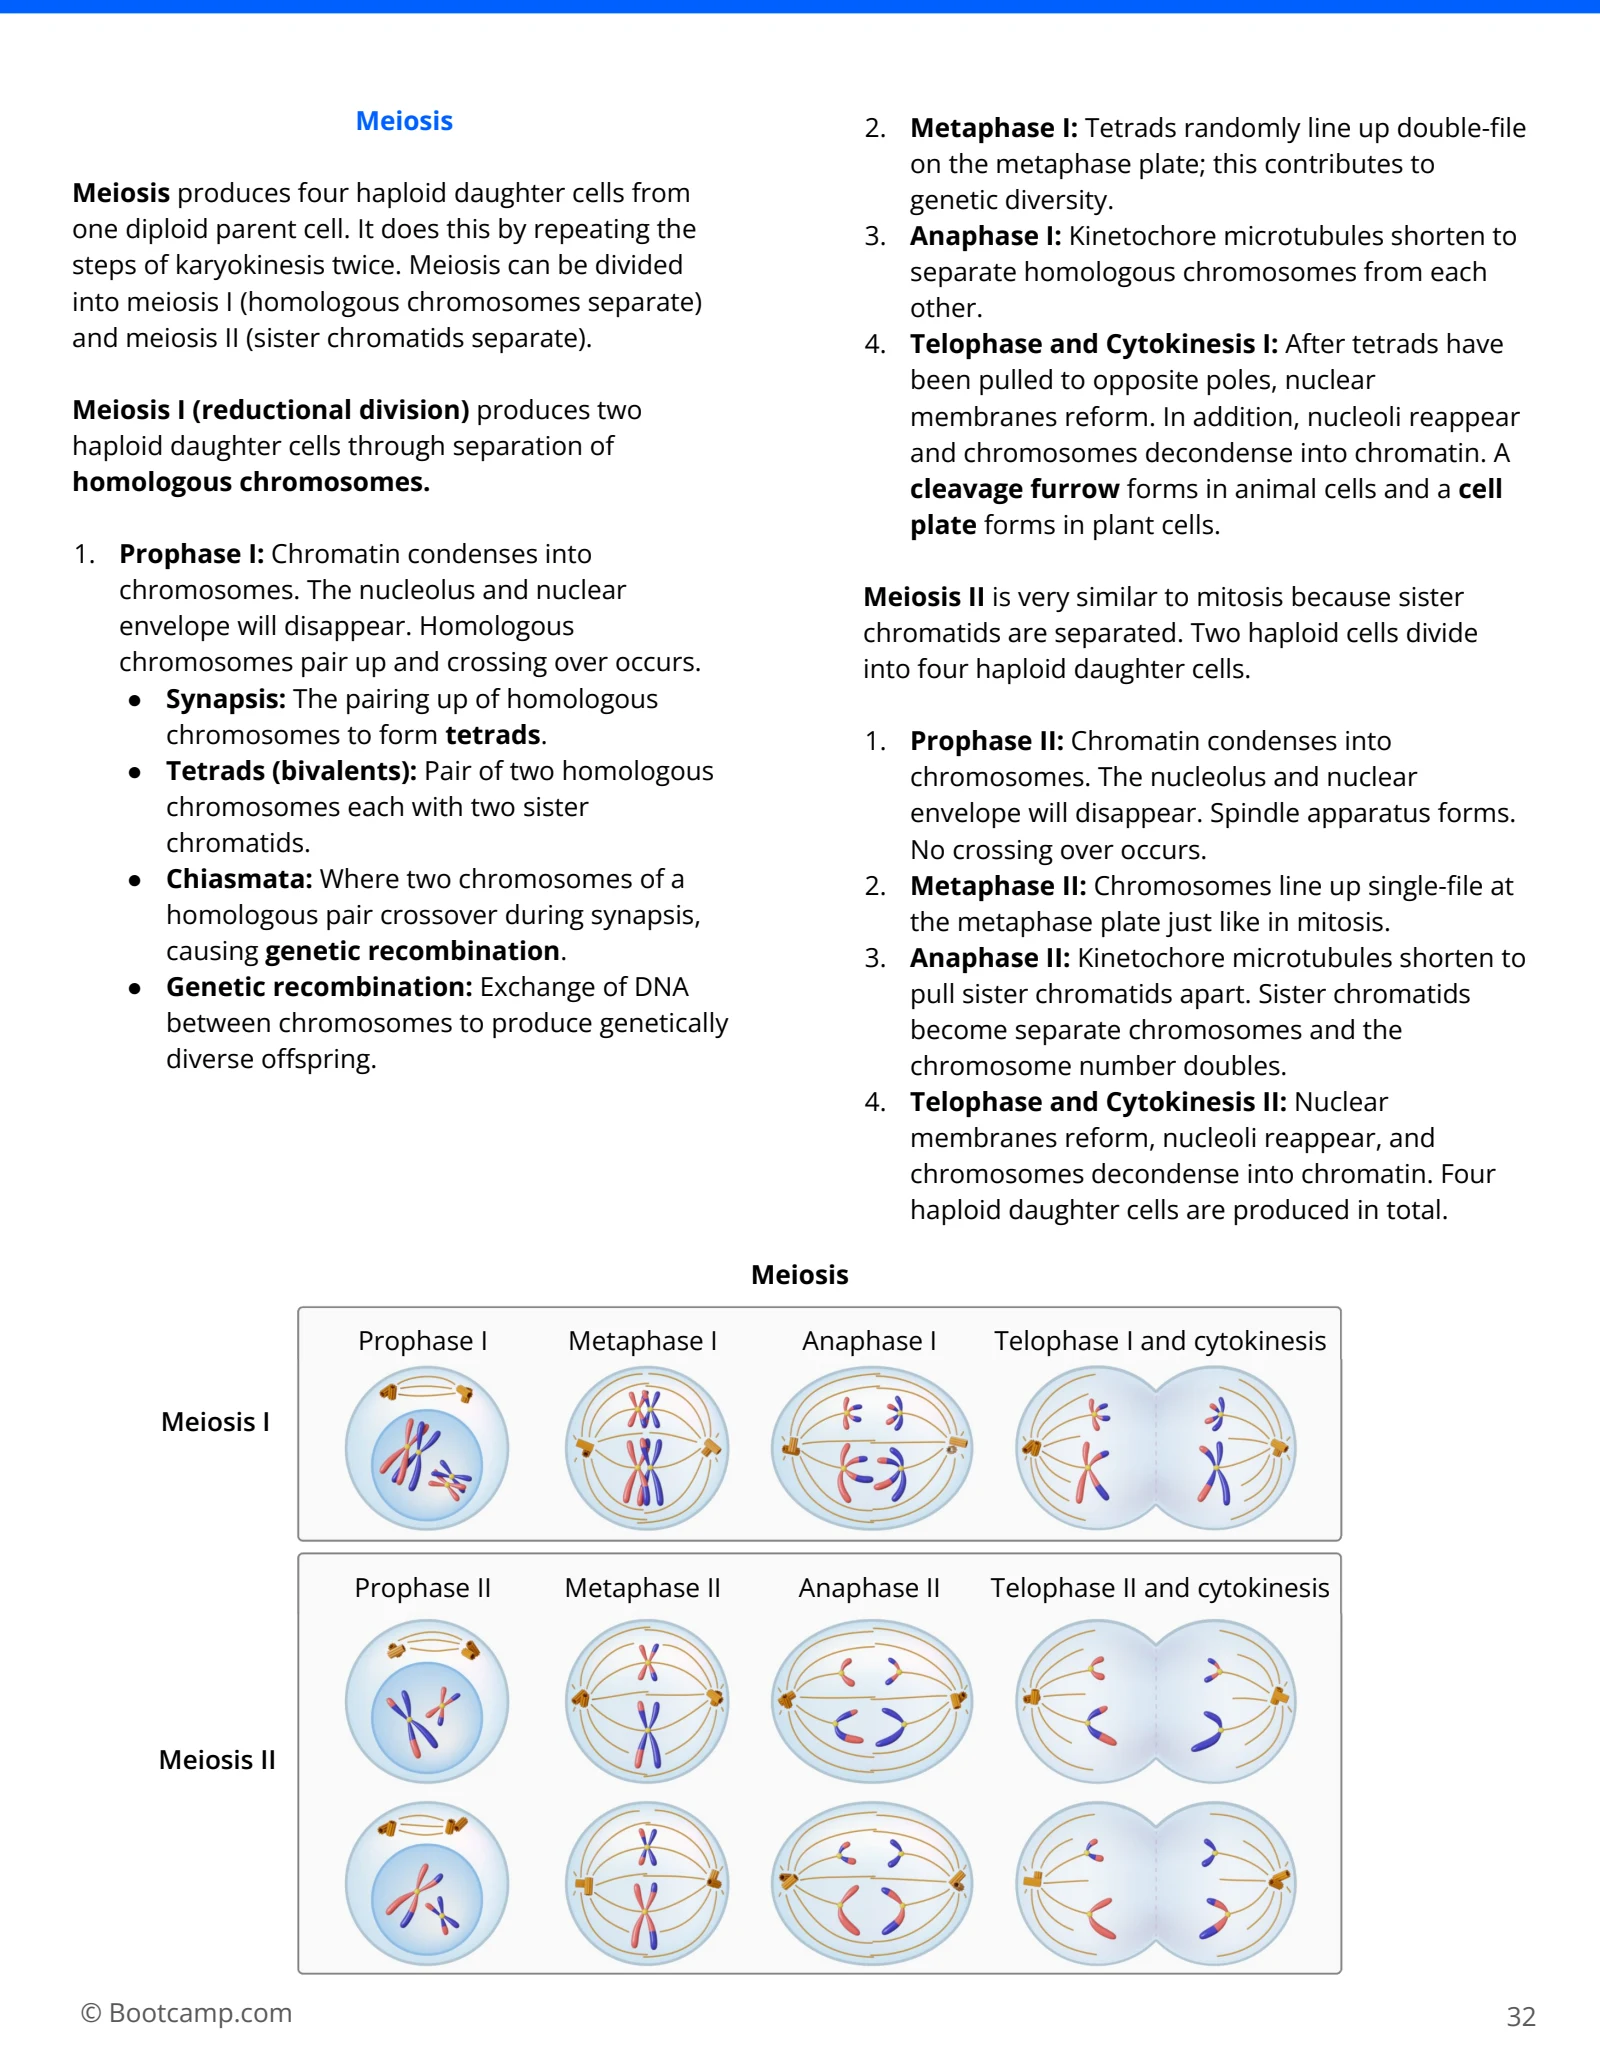 Meiosis
Meiosis produces four haploid daughter cells from
one diploid parent cell. It does this by repeating the
steps of karyokinesis twice. Meiosis can be divided
into meiosis I (homologous chromosomes separate)
and meiosis II (sister chromatids separate).
Meiosis I (reductional division) produces two
haploid daughter cells through separation of
homologous chromosomes.
1. Prophase I: Chromatin condenses into
chromosomes. The nucleolus and nuclear
envelope will disappear. Homologous
chromosomes pair up and crossing over occurs.
● Synapsis: The pairing up of homologous
chromosomes to form tetrads.
● Tetrads (bivalents): Pair of two homologous
chromosomes each with two sister
chromatids.
● Chiasmata: Where two chromosomes of a
homologous pair crossover during synapsis,
causing genetic recombination.
● Genetic recombination: Exchange of DNA
between chromosomes to produce genetically
diverse offspring.
2. Metaphase I: Tetrads randomly line up double-file
on the metaphase plate; this contributes to
genetic diversity.
3. Anaphase I: Kinetochore microtubules shorten to
separate homologous chromosomes from each
other.
4. Telophase and Cytokinesis I: After tetrads have
been pulled to opposite poles, nuclear
membranes reform. In addition, nucleoli reappear
and chromosomes decondense into chromatin. A
cleavage furrow forms in animal cells and a cell
plate forms in plant cells.
Meiosis II is very similar to mitosis because sister
chromatids are separated. Two haploid cells divide
into four haploid daughter cells.
1. Prophase II: Chromatin condenses into
chromosomes. The nucleolus and nuclear
envelope will disappear. Spindle apparatus forms.
No crossing over occurs.
2. Metaphase II: Chromosomes line up single-file at
the metaphase plate just like in mitosis.
3. Anaphase II: Kinetochore microtubules shorten to
pull sister chromatids apart. Sister chromatids
become separate chromosomes and the
chromosome number doubles.
4. Telophase and Cytokinesis II: Nuclear
membranes reform, nucleoli reappear, and
chromosomes decondense into chromatin. Four
haploid daughter cells are produced in total.
Meiosis
Prophase I Metaphase I Anaphase I Telophase I and cytokinesis
Meiosis I
Prophase II Metaphase II Anaphase II Telophase II and cytokinesis
Meiosis II
© Bootcamp.com
32